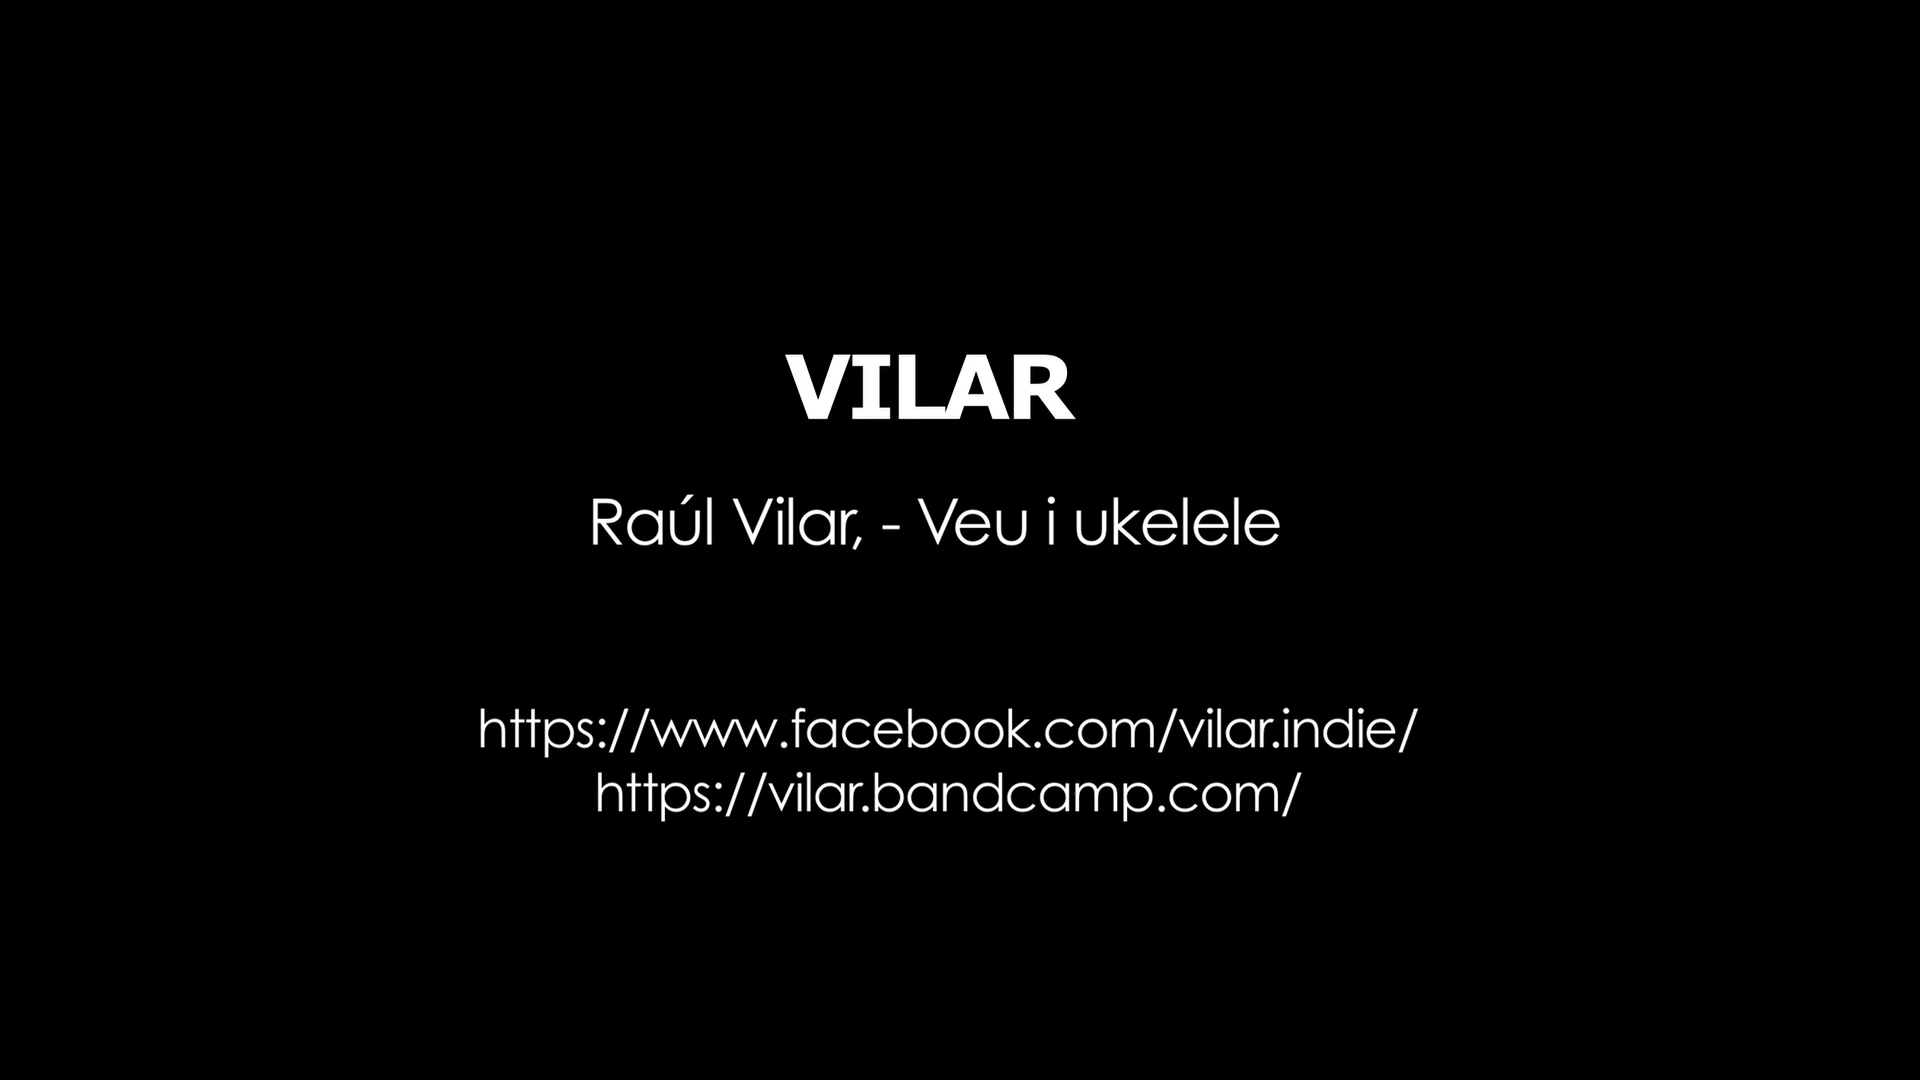 VILAR
Raúl Vilar, - Veu i ukelele
https://www.facebook.com/vilar.indie/
https://vilar.bandcamp.com/